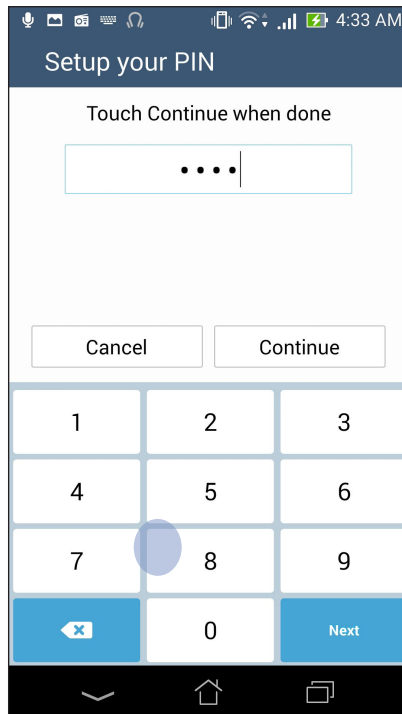 4:33 AM
Setup your PIN
Touch Continue when done
••••
Cancel Continue
1 2 3
4 5 6
7 8 9
0 Next